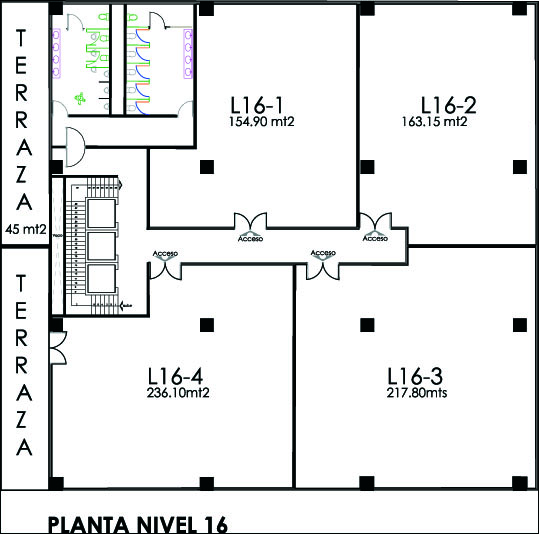 TERRAZA
45 mt2
L16-1
154.90 mt2
L16-2
163.15 mt2
Acceso
Acceso
Acceso
Acceso
TERRAZA
L16-4
236.10mt2
L16-3
217.80mts
PLANTA NIVEL 16